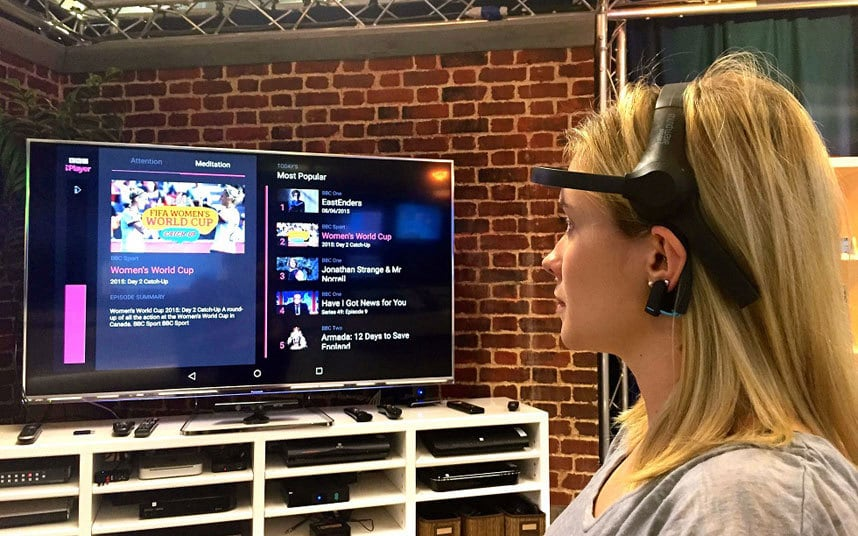 BBC
iPlayer
Attention Meditation
FIFA WOMEN'S
WORLD CUP
CATCH-UP
BBC Sport
Women's World Cup
2015: Day 2 Catch-Up
EPISODE SUMMARY
Women's World Cup 2015: Day 2 Catch-Up A round-
up of all the action at the Women's World Cup in
Canada. BBC Sport BBC Sport
TODAY'S
Most Popular
1
BBC One
EastEnders
08/06/2015
2
BBC Sport
Women's World Cup
2015: Day 2 Catch-Up
3
BBC One
Jonathan Strange & Mr
Norrell
4
BBC One
Have I Got News for You
Series 49: Episode 9
5
BBC Two
Armada: 12 Days to Save
England